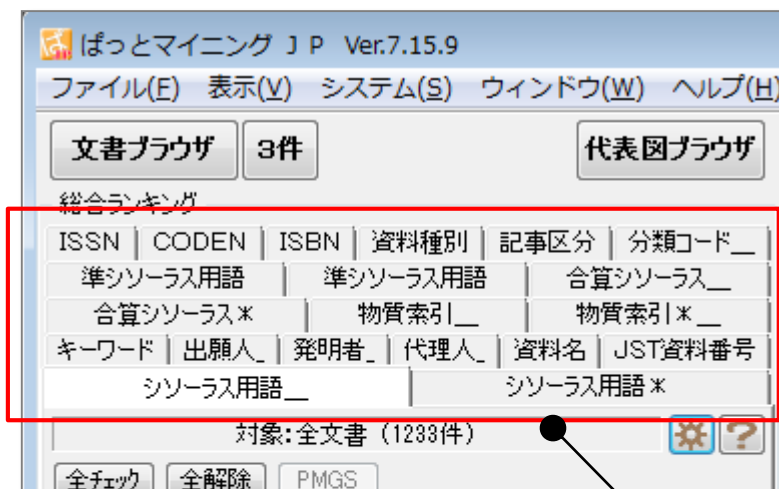 ぱっとマイニング JP Ver.7.15.9
ファイル(F) 表示(V) システム(S) ウィンドウ(W) ヘルプ(H)
文書ブラウザ 3件 代表図ブラウザ
総合ランキング
ISSN CODEN ISBN 資料種別 記事区分 分類コード__
準シソーラス用語 準シソーラス用語 合算シソーラス__
合算シソーラス* 物質索引__ 物質索引*__
キーワード 出願人_ 発明者_ 代理人_ 資料名 JST資料番号
シソーラス用語__ シソーラス用語*
対象:全文書 (1233件) ?
全チェック 全解除 PMGS